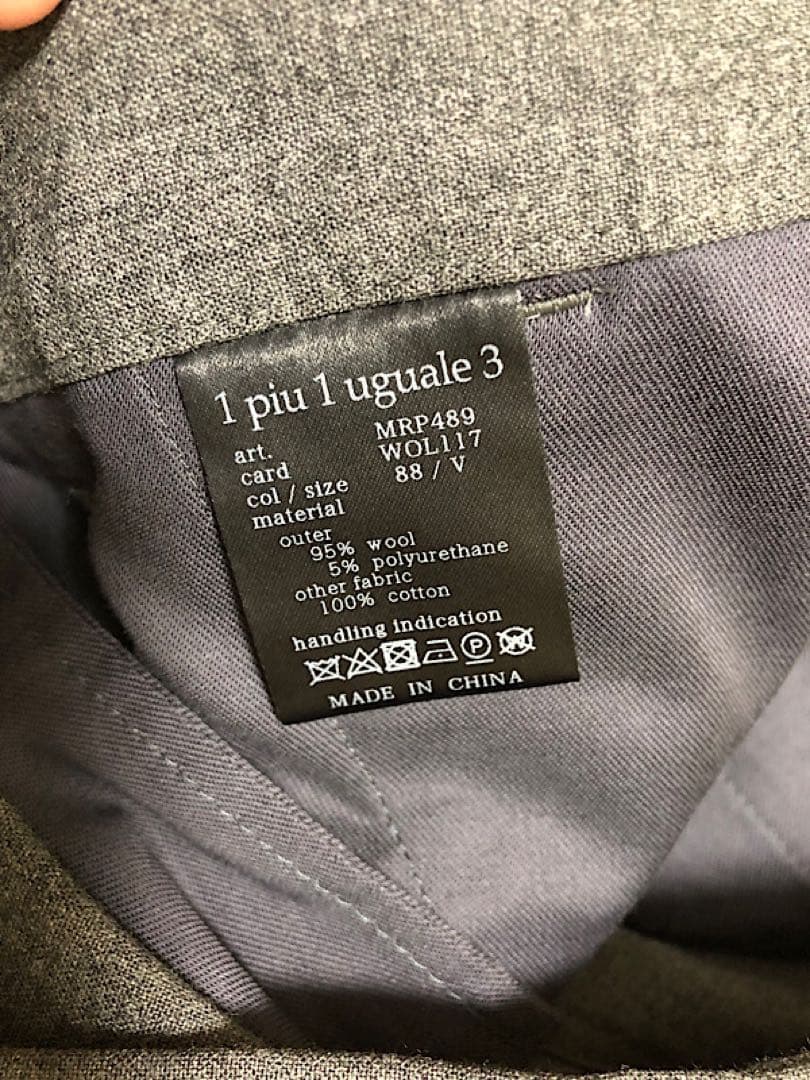 1 piu 1 uguale 3
art. MRP489
card WOL117
col / size 88 / V
material
outer
95% wool
5% polyurethane
other fabric
100% cotton
handling indication
P W
MADE IN CHINA